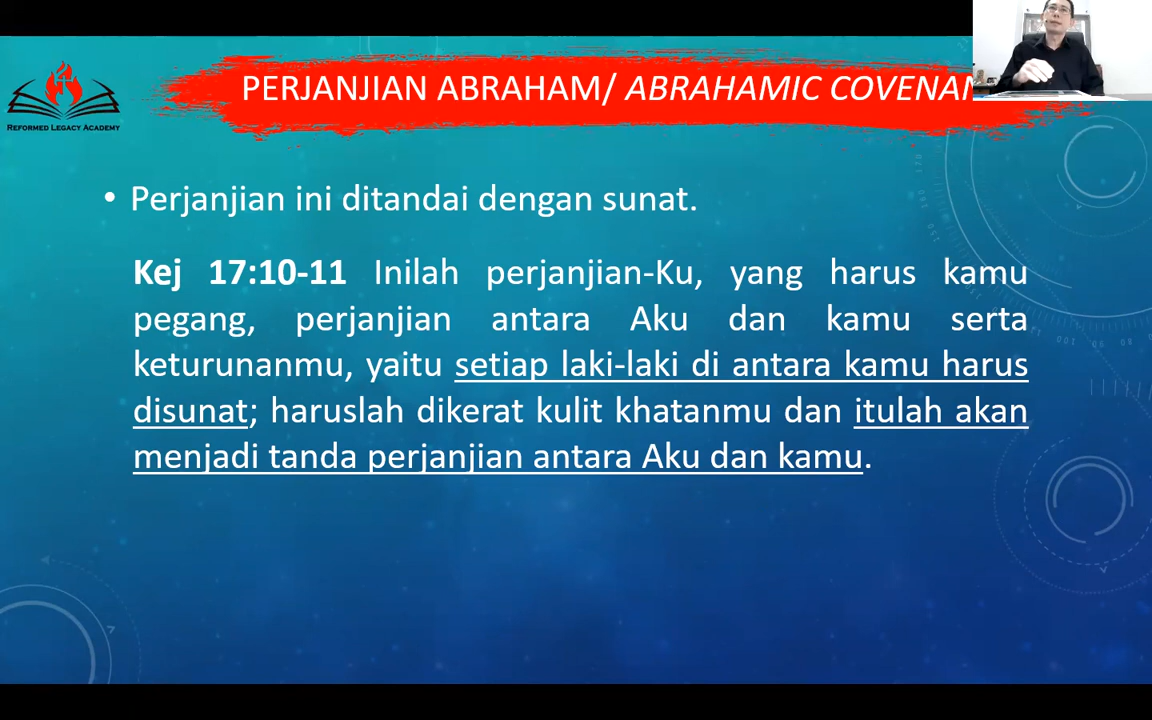 REFORMED LEGACY ACADEMY
PERJANJIAN ABRAHAM/ ABRAHAMIC COVENAN
• Perjanjian ini ditandai dengan sunat.
Kej 17:10-11 Inilah perjanjian-Ku, yang harus kamu
pegang, perjanjian antara Aku dan kamu serta
keturunanmu, yaitu setiap laki-laki di antara kamu harus
disunat; haruslah dikerat kulit khatanmu dan itulah akan
menjadi tanda perjanjian antara Aku dan kamu.